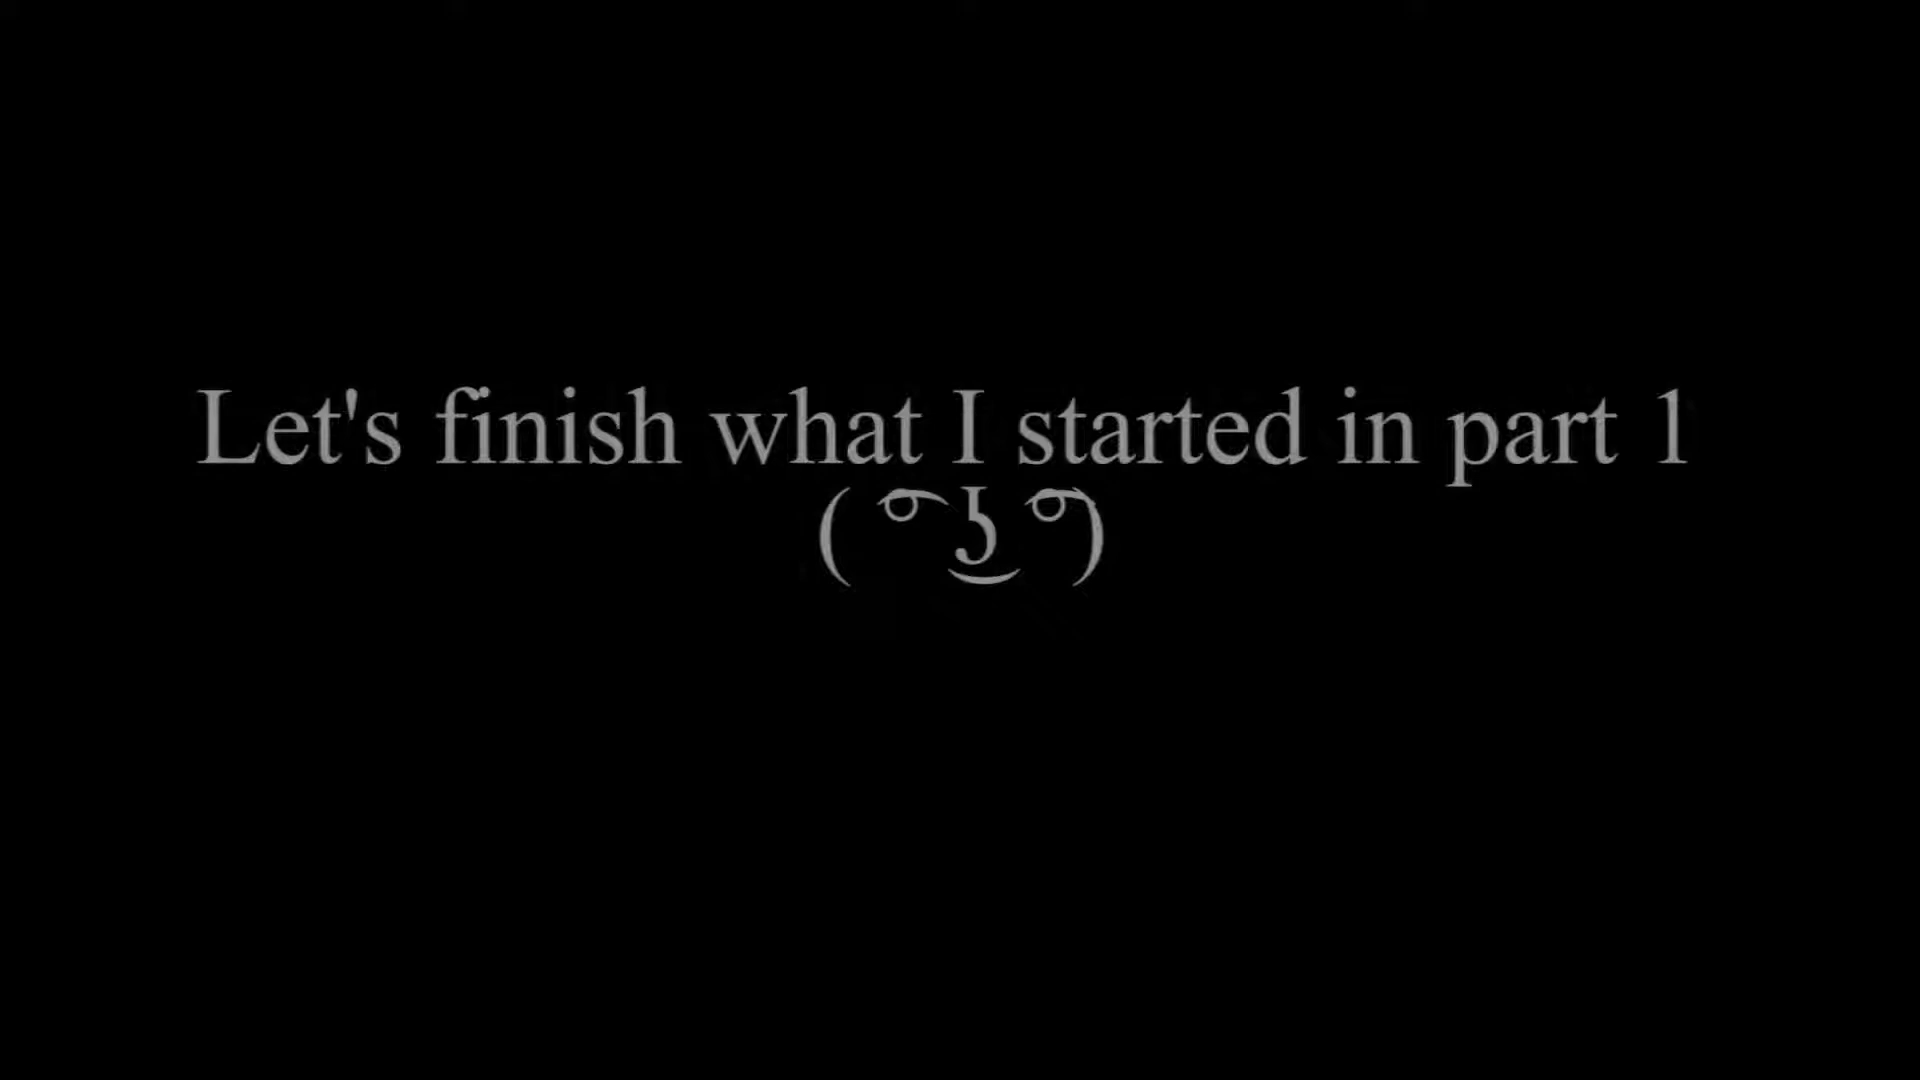 Let's finish what I started in part 1
( ͡° ͜ʖ ͡°)